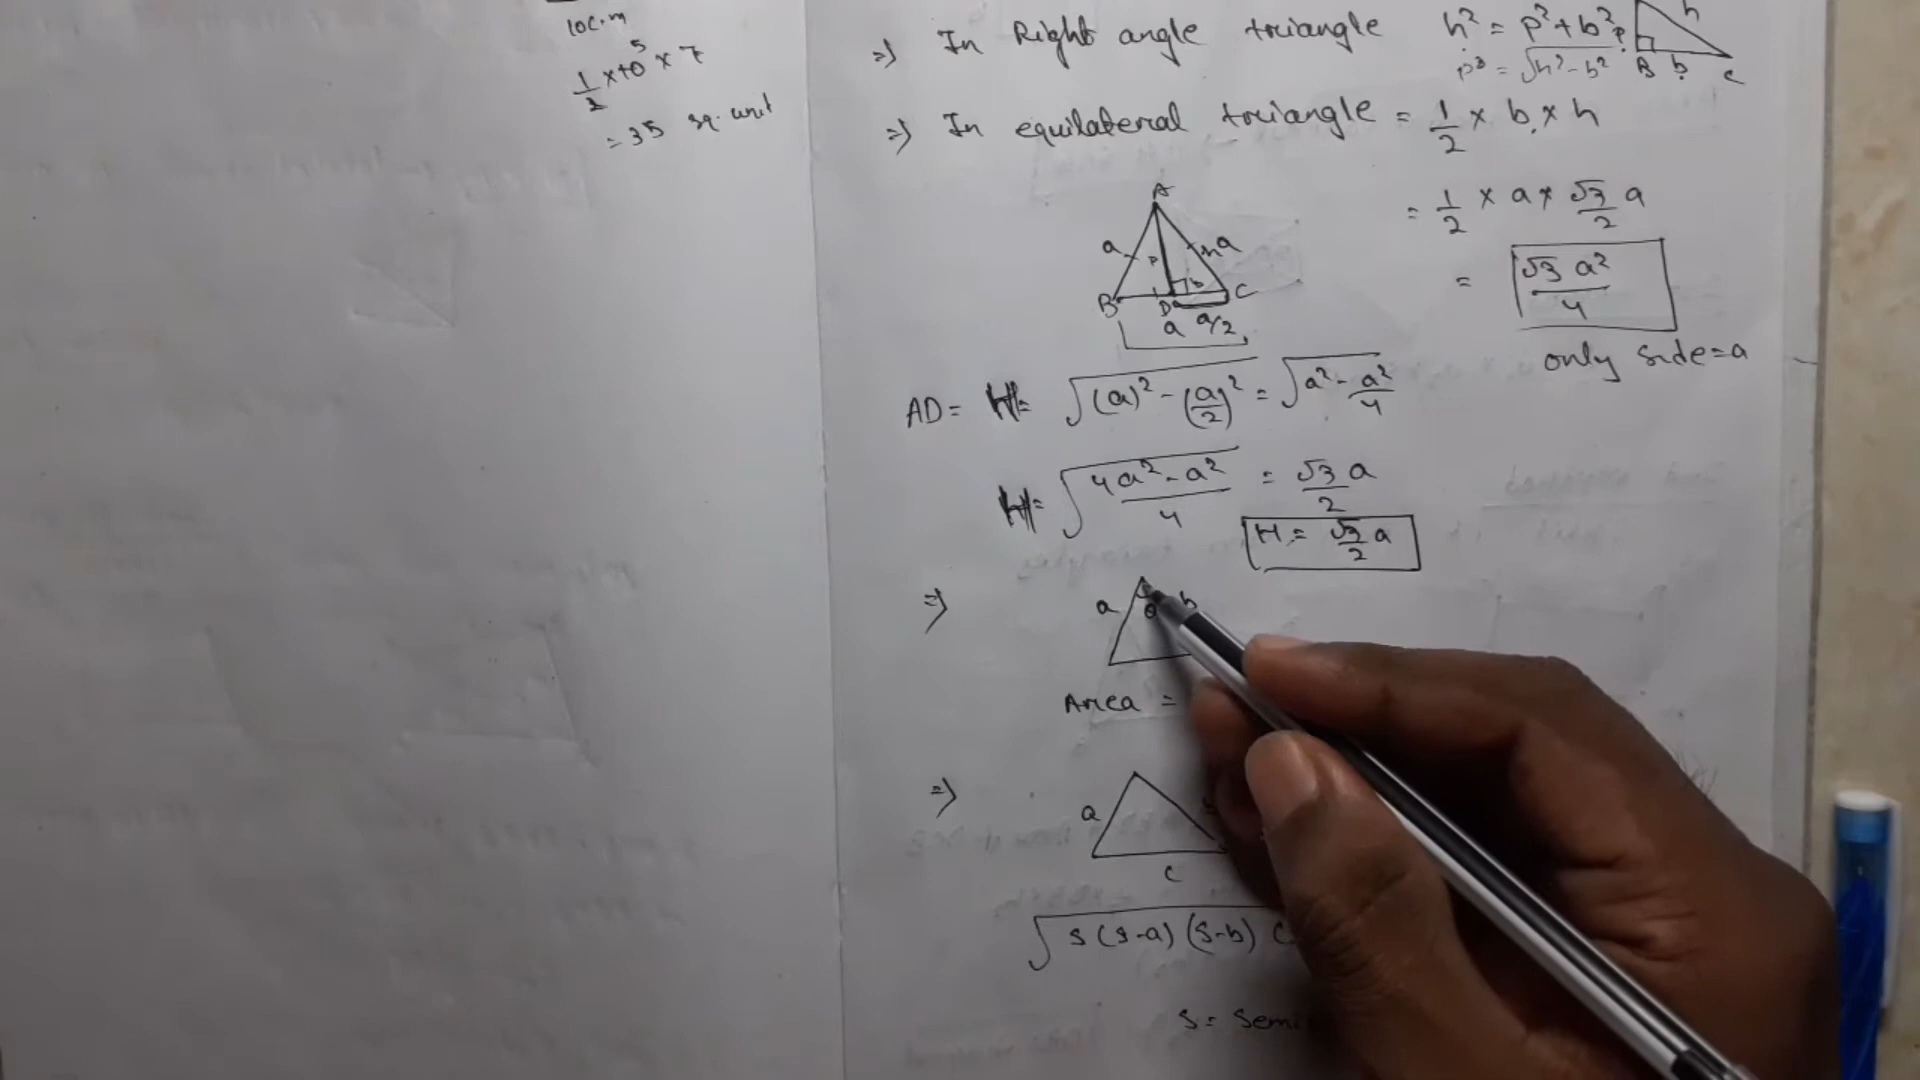 10c.m
1/2 × 10 5 × 7
= 35 sq. unit
=) In Right angle triangle h² = p² + b²
p = √h² - b²
p h B b c
=) In equilateral triangle = 1/2 × b × h
= 1/2 × a × √3/2 a
= √3 a²/4
only side = a
A
a p h a
B D b C
a a/2
AD = H = √(a)² - (a/2)² = √a² - a²/4
H = √4a² - a²/4 = √3/2 a
H = √3/2 a
=) a θ b
Area =
=) a
c
√s(s-a) (s-b)
s =